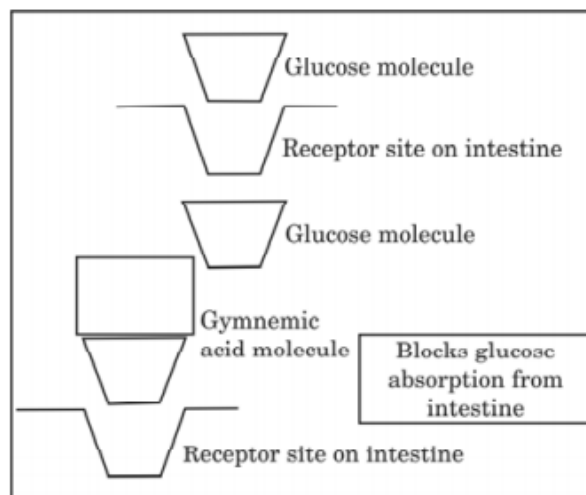 Glucose molecule
Receptor site on intestine
Glucose molecule
Gymnemic
acid molecule
Blocks glucose
absorption from
intestine
Receptor site on intestine